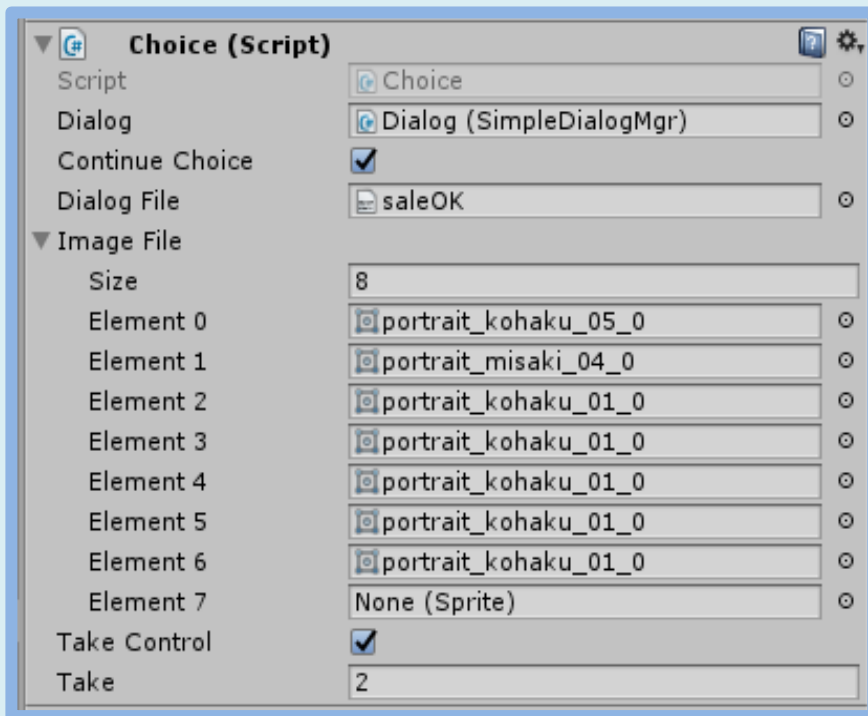 Choice (Script)
Script Choice
Dialog Dialog (SimpleDialogMgr)
Continue Choice
Dialog File saleOK
Image File
Size 8
Element 0 portrait_kohaku_05_0
Element 1 portrait_misaki_04_0
Element 2 portrait_kohaku_01_0
Element 3 portrait_kohaku_01_0
Element 4 portrait_kohaku_01_0
Element 5 portrait_kohaku_01_0
Element 6 portrait_kohaku_01_0
Element 7 None (Sprite)
Take Control
Take 2